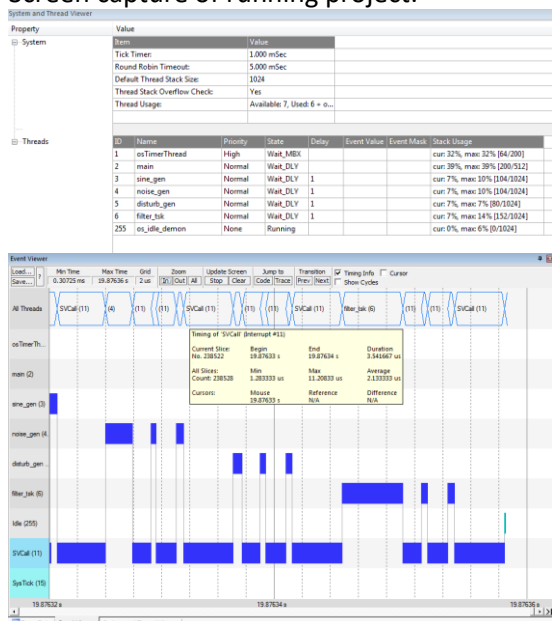 Screen capture of running project:
System and Thread Viewer
Property Value
System
Item Value
Tick Timer: 1.000 mSec
Round Robin Timeout: 5.000 mSec
Default Thread Stack Size: 1024
Thread Stack Overflow Check: Yes
Thread Usage: Available: 7, Used: 6 + o...
Threads
ID Name Priority State Delay Event Value Event Mask Stack Usage
1 osTimerThread High Wait_MBX cur: 32%, max: 32% [64/200]
2 main Normal Wait_DLY cur: 39%, max: 39% [200/512]
3 sine_gen Normal Wait_DLY 1 cur: 7%, max: 10% [104/1024]
4 noise_gen Normal Wait_DLY 1 cur: 7%, max: 10% [104/1024]
5 disturb_gen Normal Wait_DLY 1 cur: 7%, max: 7% [80/1024]
6 filter_tsk Normal Wait_DLY 1 cur: 7%, max: 14% [152/1024]
255 os_idle_demon None Running cur: 0%, max: 6% [0/1024]
Event Viewer
Load... ? Min Time Max Time Grid Zoom Update Screen Jump to Transition Timing Info Cursor
Save... 0.30725 ms 19.87636 s 2 us In Out All Stop Clear Code Trace Prev Next Show Cycles
All Threads SVCall (11) (4) (11) (11) SVCall (11) (11) (11) SVCall (11) filter_tsk (6) (11) (11) SVCall (11)
Timing of 'SVCall' (Interrupt #11)
Current Slice: Begin End Duration
No. 238522 19.87633 s 19.87634 s 3.541667 us
All Slices: Min Max Average
Count: 238528 1.283333 us 11.20833 us 2.133333 us
Cursors: Mouse Reference Difference
19.87633 s N/A N/A
osTimerTh...
main (2)
sine_gen (3)
noise_gen (4.
disturb_gen ..
filter_tsk (6)
Idle (255)
SVCall (11)
SysTick (15)
19.87632 s 19.87634 s 19.87636 s